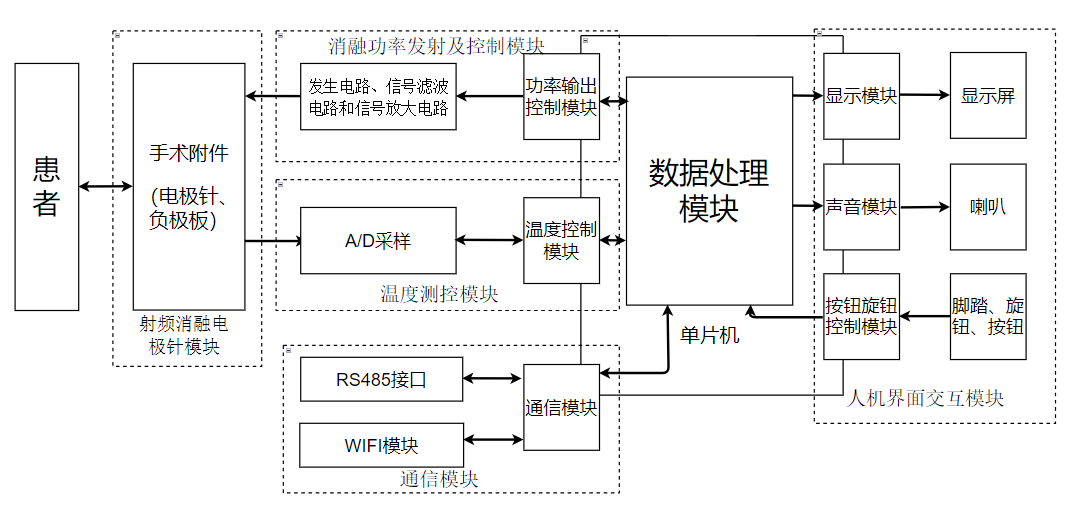 患
者
手术附件
(电极针、
负极板)
射频消融电
极针模块
消融功率发射及控制模块
发生电路、信号滤波
电路和信号放大电路
功率输出
控制模块
A/D采样
温度控制
模块
温度测控模块
RS485接口
WIFI模块
通信模块
通信模块
数据处理
模块
单片机
显示模块
显示屏
声音模块
喇叭
按钮旋钮
控制模块
脚踏、旋
钮、按钮
人机界面交互模块